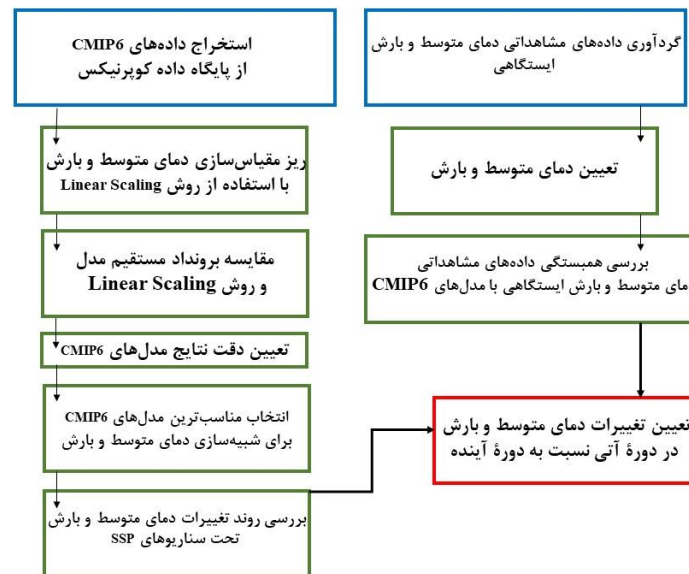 استخراج داده‌های CMIP6
از پایگاه داده کوپرنیکس
ریز مقیاس‌سازی دمای متوسط و بارش
با استفاده از روش Linear Scaling
مقایسه برونداد مستقیم مدل
و روش Linear Scaling
تعیین دقت نتایج مدل‌های CMIP6
انتخاب مناسب‌ترین مدل‌های CMIP6
برای شبیه‌سازی دمای متوسط و بارش
بررسی روند تغییرات دمای متوسط و بارش
تحت سناریوهای SSP
گردآوری داده‌های مشاهداتی دمای متوسط و بارش
ایستگاهی
تعیین دمای متوسط و بارش
بررسی همبستگی داده‌های مشاهداتی
مای متوسط و بارش ایستگاهی با مدل‌های CMIP6
تعیین تغییرات دمای متوسط و بارش
در دورۀ آتی نسبت به دورۀ آینده